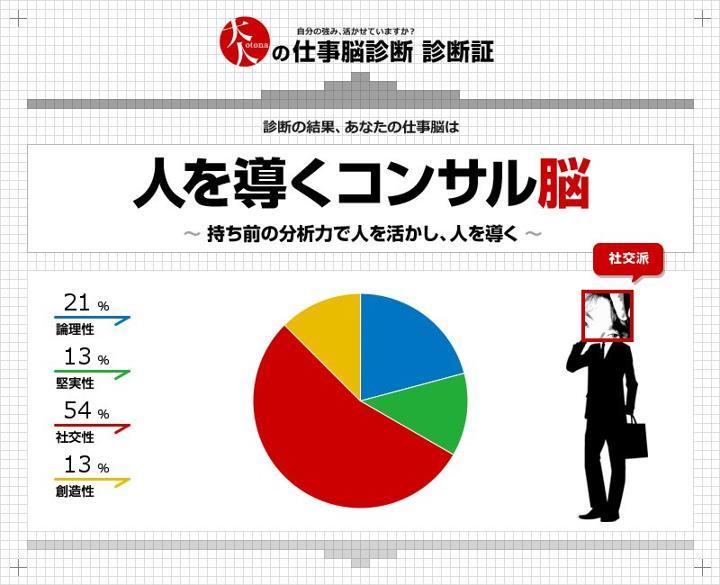 自分の強み、活かせていますか?
大人 otona の仕事脳診断 診断証
診断の結果、あなたの仕事脳は
人を導くコンサル脳
〜 持ち前の分析力で人を活かし、人を導く 〜
社交派
21 %
論理性
13 %
堅実性
54 %
社交性
13 %
創造性